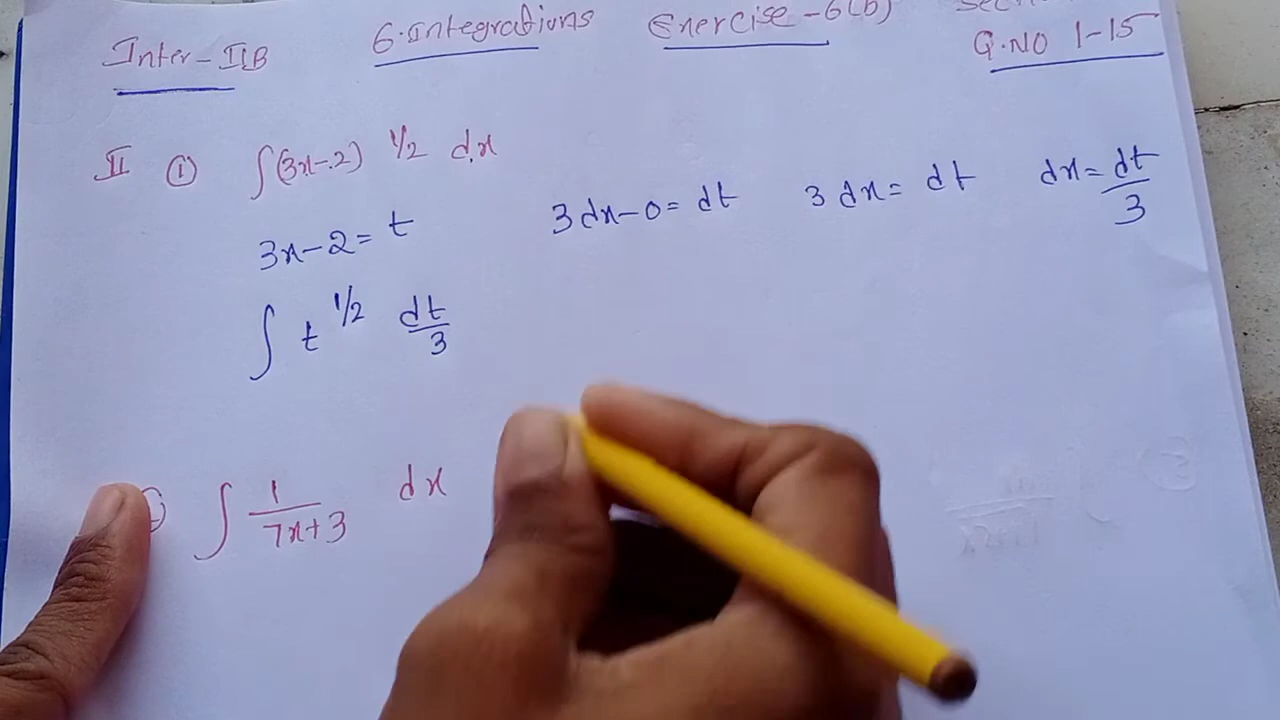 Inter-IIB 6.Integrations Exercise-6(b)
Q.NO 1-15
II ① ∫(3x-2) 1/2 dx
3x-2=t 3dx-0=dt 3dx=dt dx=dt/3
∫ t 1/2 dt/3
∫ 1/7x+3 dx